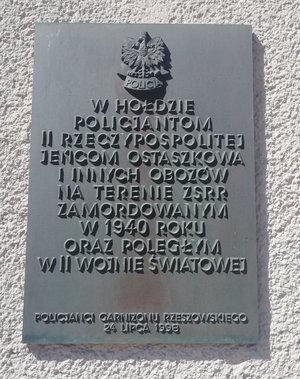 POLICJA
W HOŁDZIE
POLICJANTOM
II RZECZYPOSPOLITEJ
JEŃCOM OSTASZKOWA
I INNYCH OBOZÓW
NA TERENIE ZSRR
ZAMORDOWANYM
W 1940 ROKU
ORAZ POLEGŁYM
W II WOJNIE ŚWIATOWEJ
POLICJANCI GARNIZONU RZESZOWSKIEGO
24 LIPCA 1998